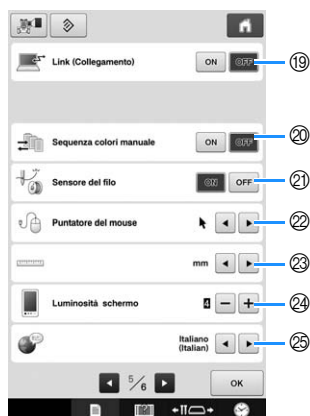 Link (Collegamento) ON OFF ⑲
Sequenza colori manuale ON OFF ⑳
Sensore del filo ON OFF ㉑
Puntatore del mouse ㉒
mm ㉓
Luminosità schermo 4 ㉔
Italiano
(Italian) ㉕
5/6 OK